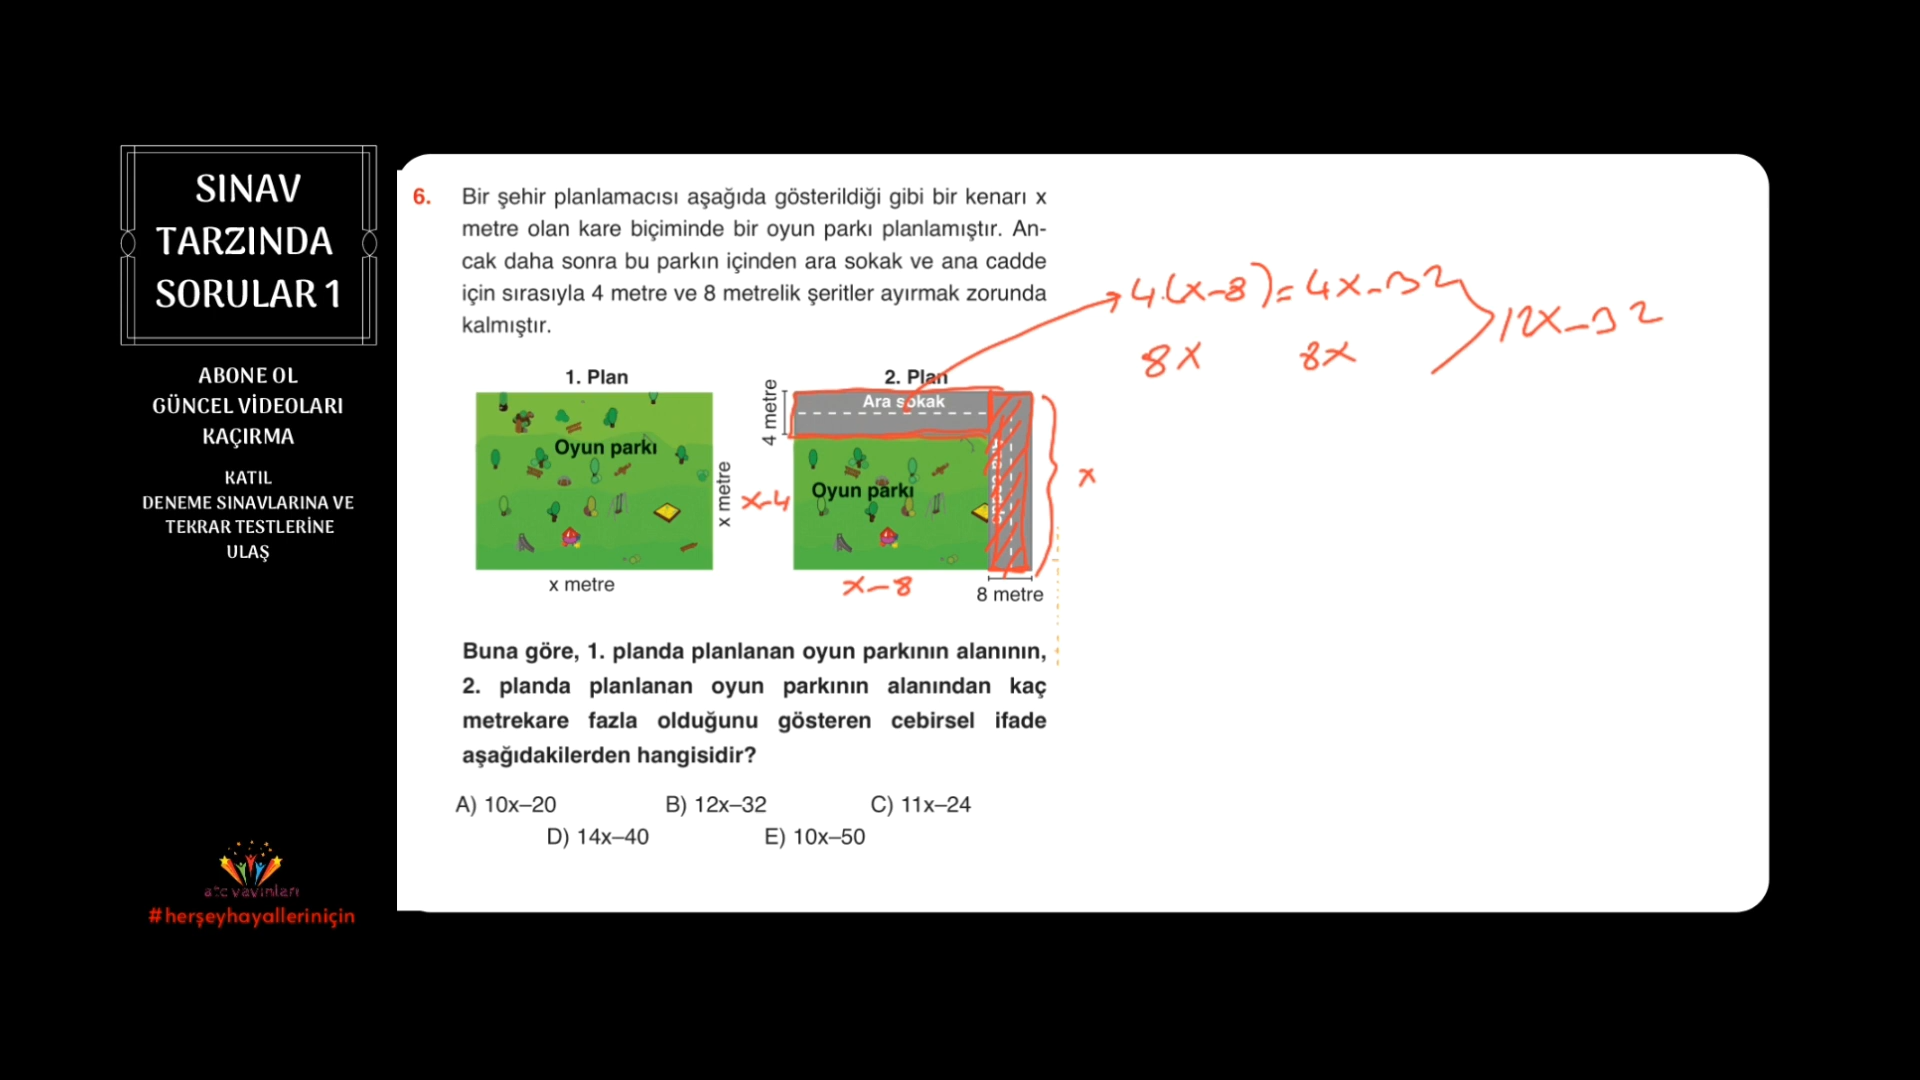 SINAV
TARZINDA
SORULAR 1
ABONE OL
GÜNCEL VİDEOLARI
KAÇIRMA
KATIL
DENEME SINAVLARINA VE
TEKRAR TESTLERİNE
ULAŞ
atc yayınları
#herşeyhayalleriniçin
6. Bir şehir planlamacısı aşağıda gösterildiği gibi bir kenarı x
metre olan kare biçiminde bir oyun parkı planlamıştır. An-
cak daha sonra bu parkın içinden ara sokak ve ana cadde
için sırasıyla 4 metre ve 8 metrelik şeritler ayırmak zorunda
kalmıştır.
4.(x-8)=4x-32
12x-32
8x 8x
1. Plan
Oyun parkı
x metre
x metre
2. Plan
4 metre
Ara sokak
Oyun parkı
x-4
x-8
x
8 metre
Buna göre, 1. planda planlanan oyun parkının alanının,
2. planda planlanan oyun parkının alanından kaç
metrekare fazla olduğunu gösteren cebirsel ifade
aşağıdakilerden hangisidir?
A) 10x–20 B) 12x–32 C) 11x–24
D) 14x–40 E) 10x–50